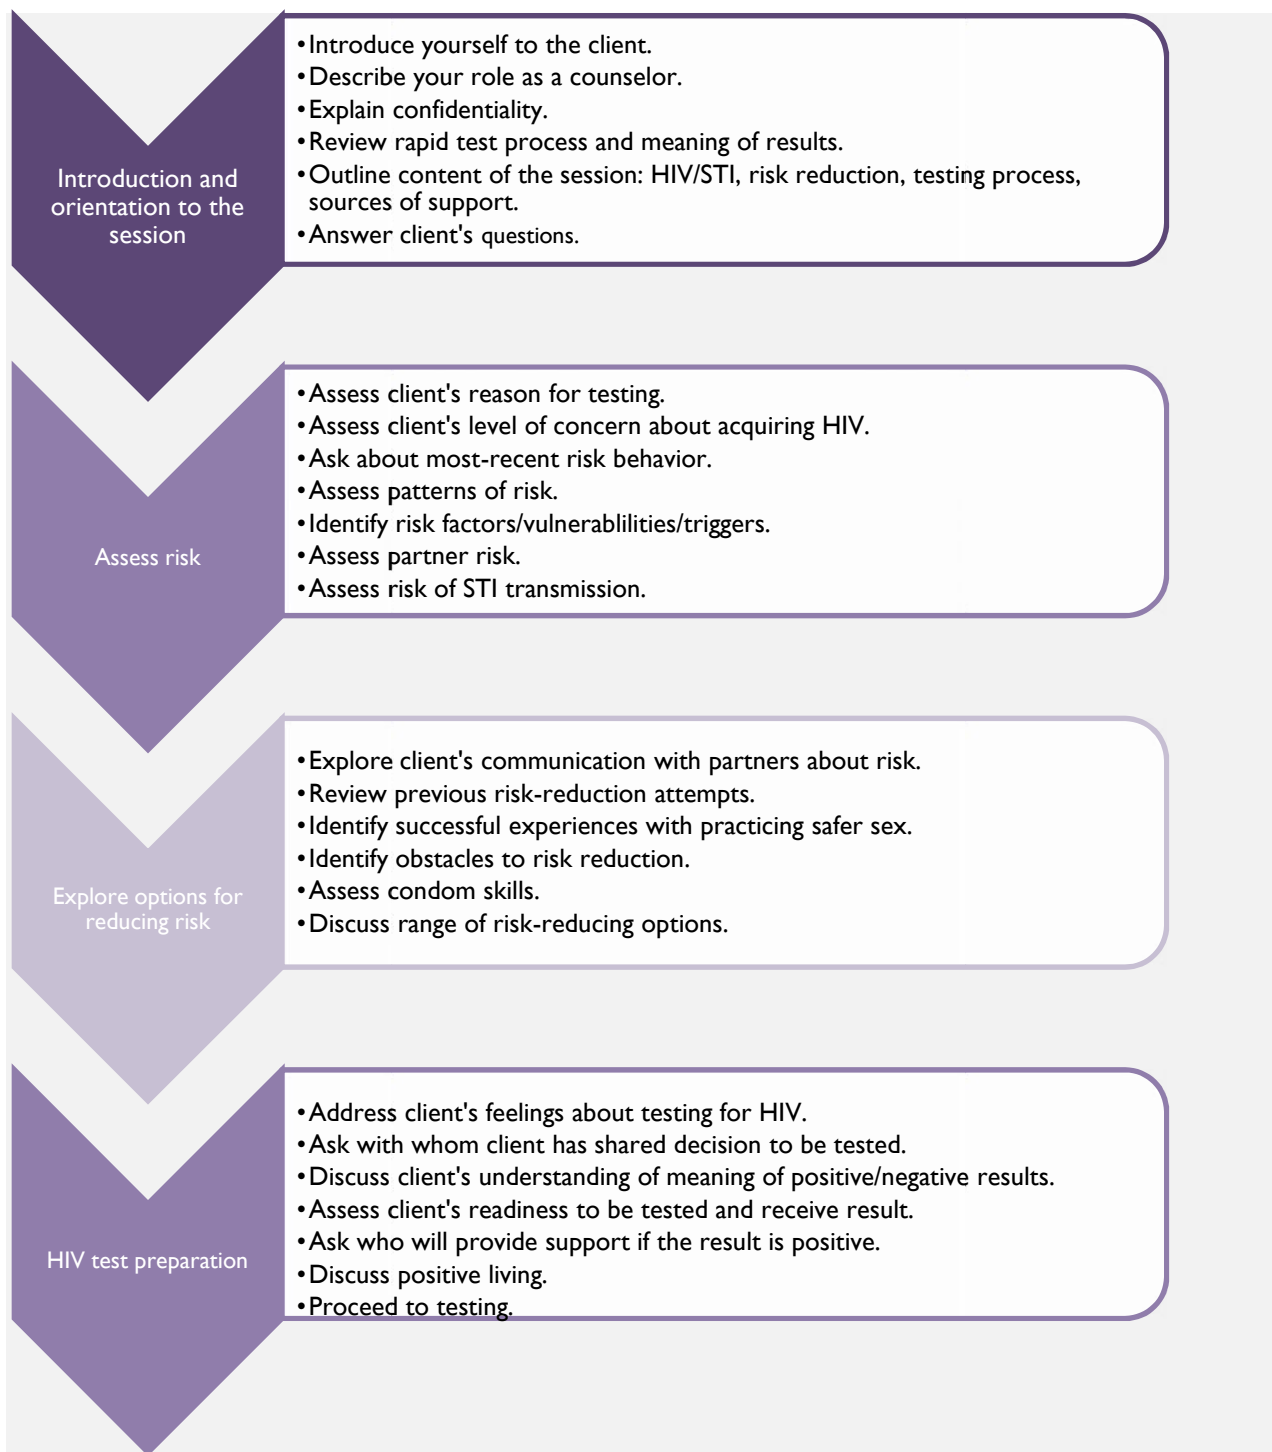 Introduction and
orientation to the
session
•Introduce yourself to the client.
•Describe your role as a counselor.
•Explain confidentiality.
•Review rapid test process and meaning of results.
•Outline content of the session: HIV/STI, risk reduction, testing process,
sources of support.
•Answer client's questions.
Assess risk
•Assess client's reason for testing.
•Assess client's level of concern about acquiring HIV.
•Ask about most-recent risk behavior.
•Assess patterns of risk.
•Identify risk factors/vulnerablilities/triggers.
•Assess partner risk.
•Assess risk of STI transmission.
Explore options for
reducing risk
•Explore client's communication with partners about risk.
•Review previous risk-reduction attempts.
•Identify successful experiences with practicing safer sex.
•Identify obstacles to risk reduction.
•Assess condom skills.
•Discuss range of risk-reducing options.
HIV test preparation
•Address client's feelings about testing for HIV.
•Ask with whom client has shared decision to be tested.
•Discuss client's understanding of meaning of positive/negative results.
•Assess client's readiness to be tested and receive result.
•Ask who will provide support if the result is positive.
•Discuss positive living.
•Proceed to testing.